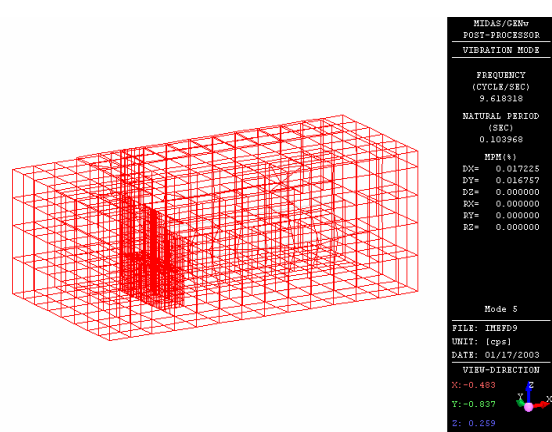 MIDAS/GENw
POST-PROCESSOR
VIBRATION MODE
FREQUENCY
(CYCLE/SEC)
9.618318
NATURAL PERIOD
(SEC)
0.103968
MPM(%)
DX= 0.017225
DY= 0.016757
DZ= 0.000000
RX= 0.000000
RY= 0.000000
RZ= 0.000000
Mode 5
FILE: IMEFD9
UNIT: [cps]
DATE: 01/17/2003
VIEW-DIRECTION
X:-0.483
Z
Y:-0.837
Y X
Z: 0.259